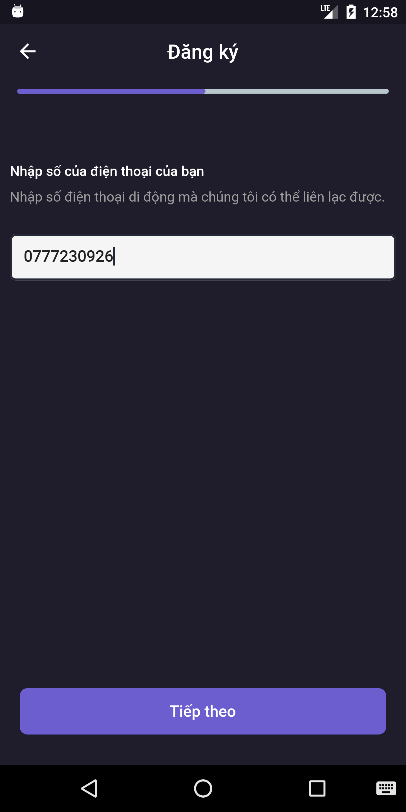 LTE 12:58
Đăng ký
Nhập số của điện thoại của bạn
Nhập số điện thoại di động mà chúng tôi có thể liên lạc được.
0777230926
Tiếp theo